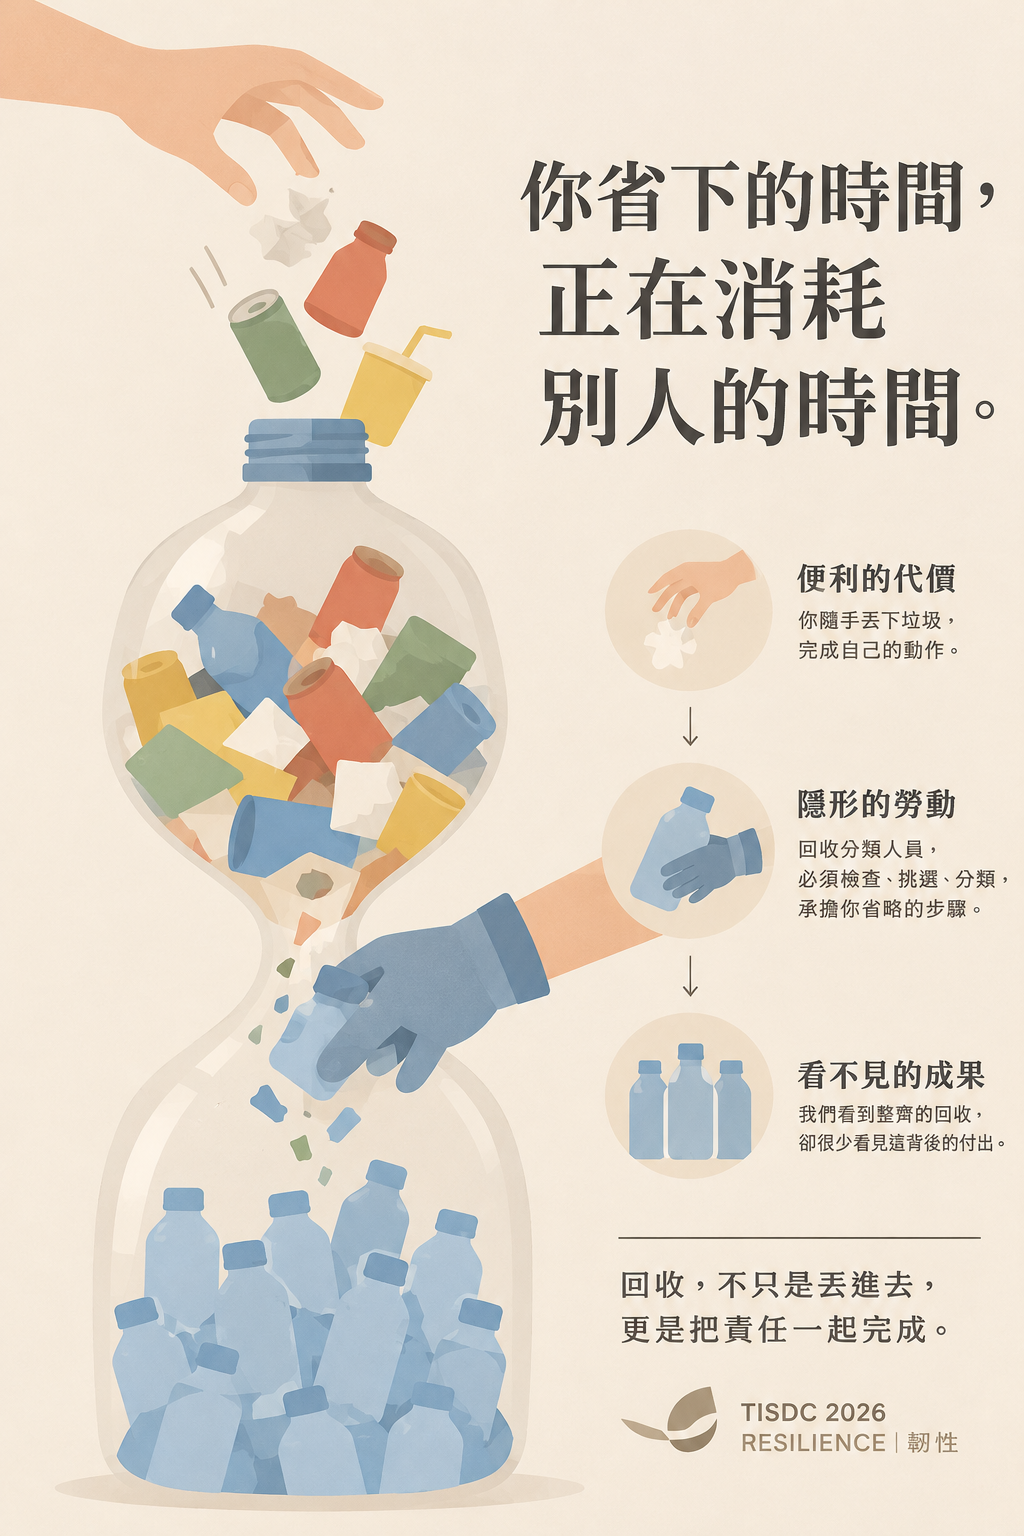 你省下的時間，
正在消耗
別人的時間。
便利的代價
你隨手丟下垃圾，
完成自己的動作。
隱形的勞動
回收分類人員，
必須檢查、挑選、分類，
承擔你省略的步驟。
看不見的成果
我們看到整齊的回收，
卻很少看見這背後的付出。
回收，不只是丟進去，
更是把責任一起完成。
TISDC 2026
RESILIENCE | 韌性